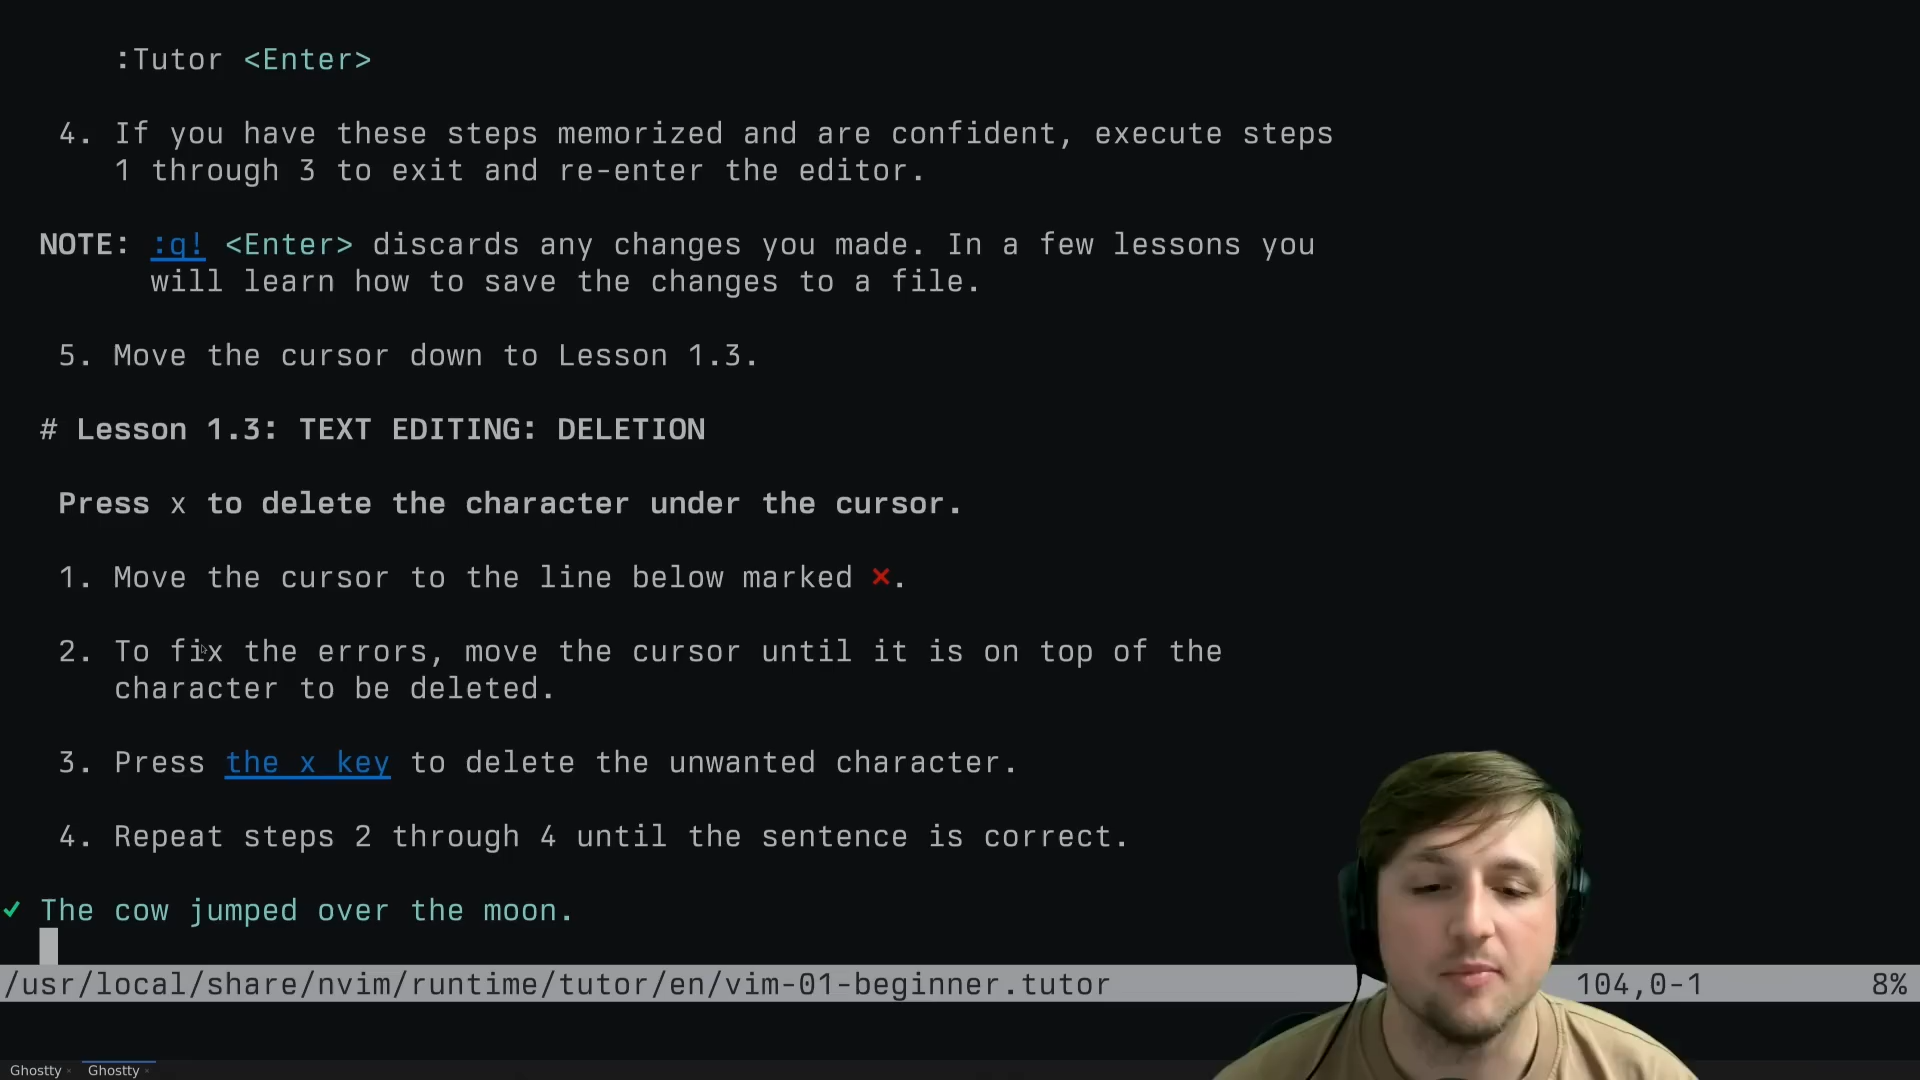 :Tutor <Enter>
4. If you have these steps memorized and are confident, execute steps
1 through 3 to exit and re-enter the editor.
NOTE: :q! <Enter> discards any changes you made. In a few lessons you
will learn how to save the changes to a file.
5. Move the cursor down to Lesson 1.3.
# Lesson 1.3: TEXT EDITING: DELETION
Press x to delete the character under the cursor.
1. Move the cursor to the line below marked ✗.
2. To fix the errors, move the cursor until it is on top of the
character to be deleted.
3. Press the x key to delete the unwanted character.
4. Repeat steps 2 through 4 until the sentence is correct.
✓ The cow jumped over the moon.
/usr/local/share/nvim/runtime/tutor/en/vim-01-beginner.tutor 104,0-1 8%
Ghostty Ghostty